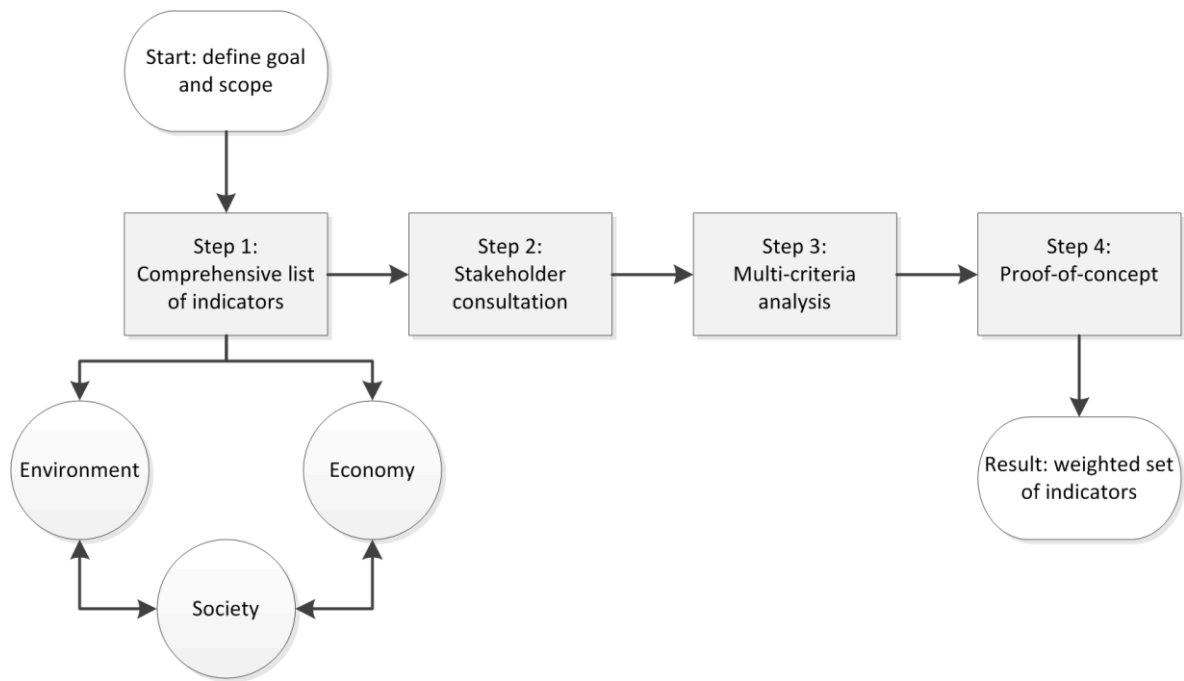 Start: define goal
and scope
Step 1:
Comprehensive list
of indicators
Step 2:
Stakeholder
consultation
Step 3:
Multi-criteria
analysis
Step 4:
Proof-of-concept
Environment
Economy
Society
Result: weighted set
of indicators